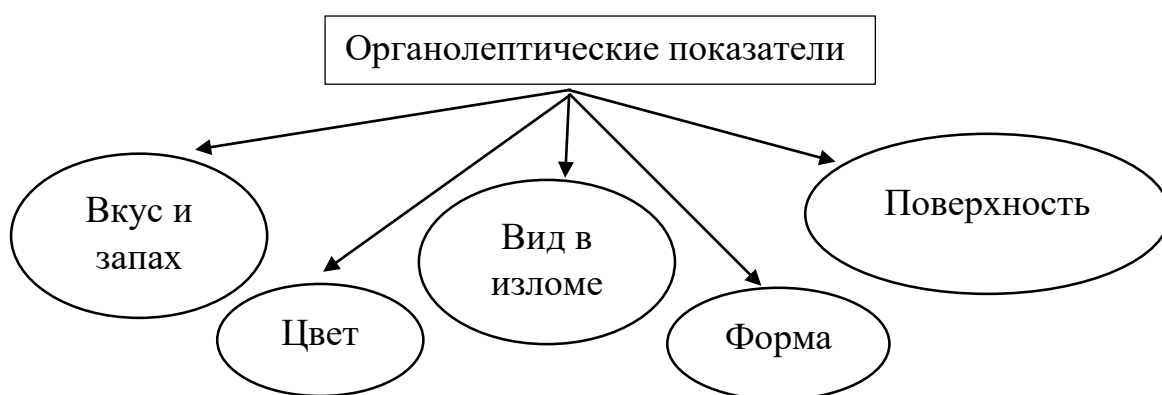 Органолептические показатели
Вкус и
запах
Цвет
Вид в
изломе
Форма
Поверхность